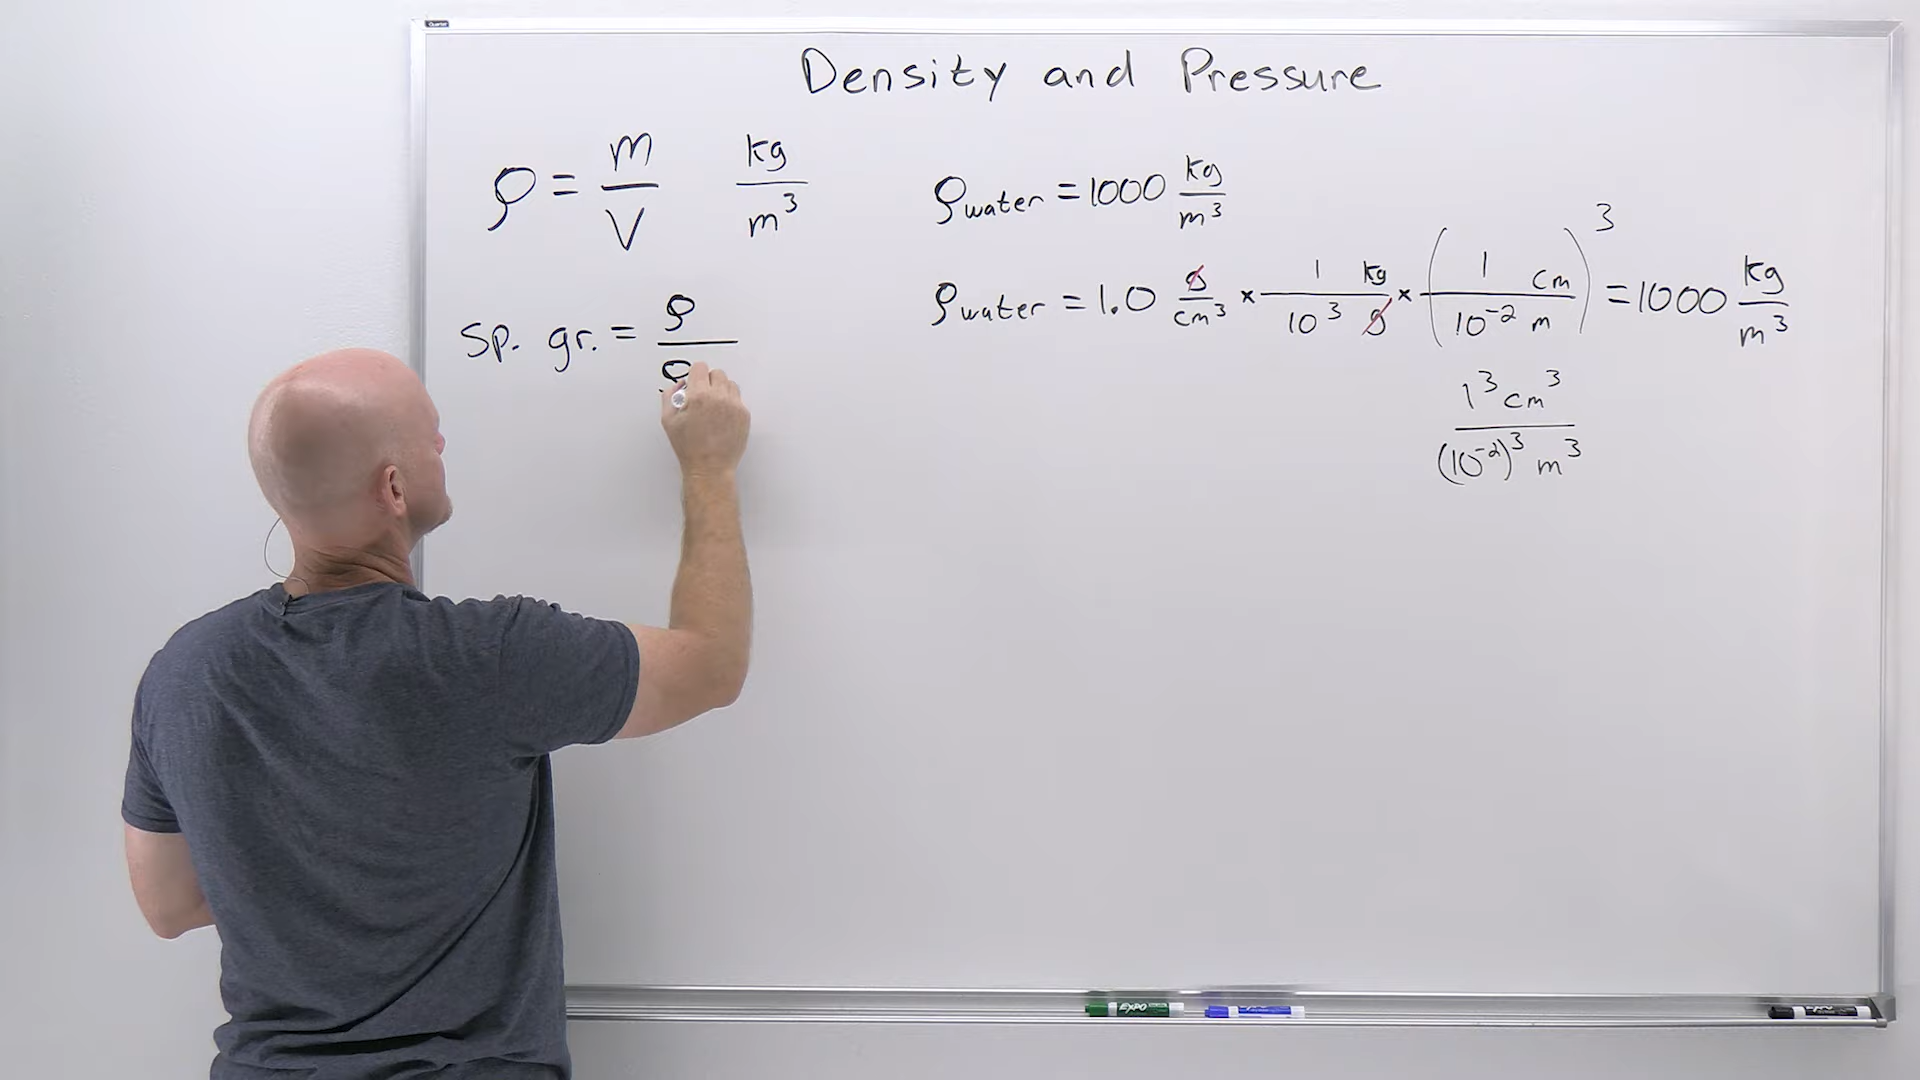 Density and Pressure
ρ = m/V kg/m³
ρwater = 1000 kg/m³
ρwater = 1.0 g/cm³ × 1 kg/10³ g × (1 cm/10⁻² m)³ = 1000 kg/m³
1³ cm³/(10⁻²)³ m³
Sp. gr. = ρ/ρ
EXPO